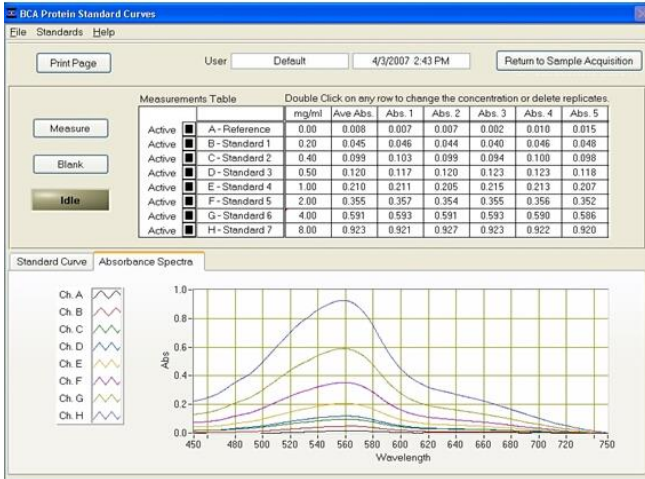 BCA Protein Standard Curves
File Standards Help
Print Page User Default 4/3/2007 2:43 PM Return to Sample Acquisition
Measurements Table Double Click on any row to change the concentration or delete replicates.
mg/ml Ave Abs. Abs. 1 Abs. 2 Abs. 3 Abs. 4 Abs. 5
Measure
Active A - Reference 0.00 0.008 0.007 0.007 0.002 0.010 0.015
Active B - Standard 1 0.20 0.045 0.046 0.044 0.040 0.046 0.048
Blank
Active C - Standard 2 0.40 0.099 0.103 0.099 0.094 0.100 0.098
Active D - Standard 3 0.50 0.120 0.117 0.120 0.123 0.123 0.118
Active E - Standard 4 1.00 0.210 0.211 0.205 0.215 0.213 0.207
Idle
Active F - Standard 5 2.00 0.355 0.357 0.354 0.355 0.356 0.352
Active G - Standard 6 4.00 0.591 0.593 0.591 0.593 0.590 0.586
Active H - Standard 7 8.00 0.923 0.921 0.927 0.923 0.922 0.920
Standard Curve Absorbance Spectra
Ch. A
Ch. B
Ch. C
Ch. D
Ch. E
Ch. F
Ch. G
Ch. H
1.0
0.8
0.6
Abs
0.4
0.2
0.0
450 480 500 520 540 560 580 600 620 640 660 680 700 720 750
Wavelength